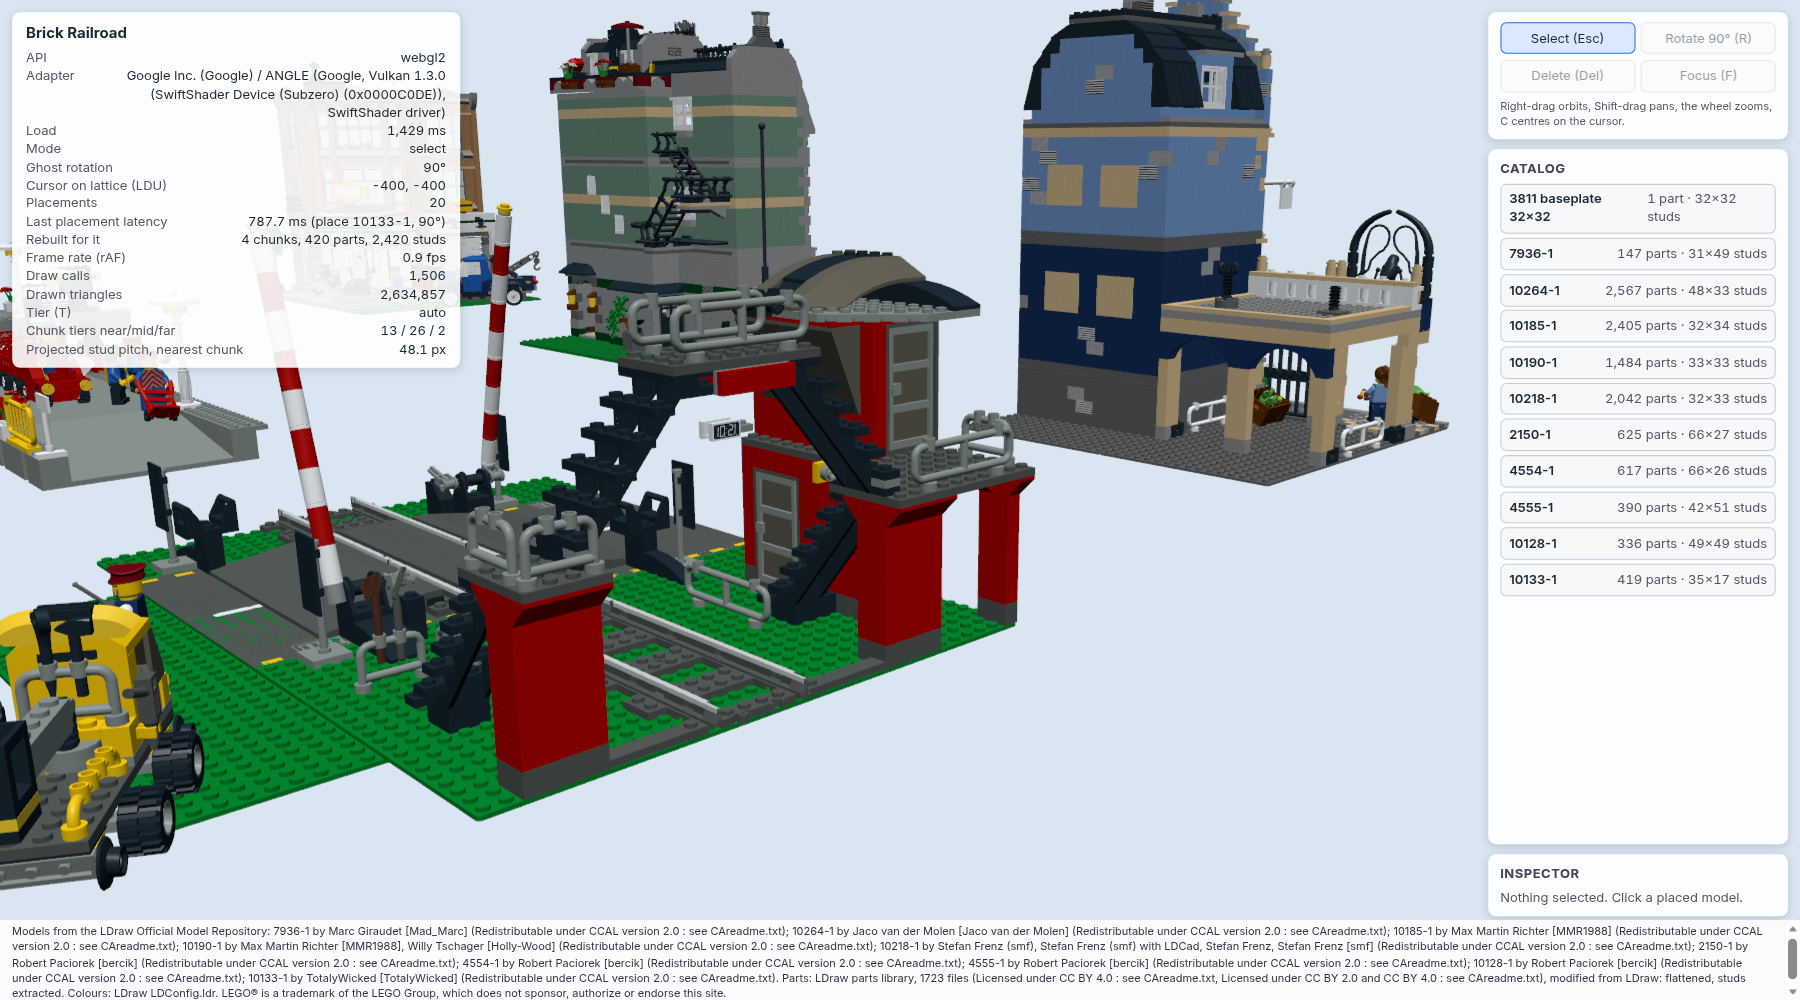 Brick Railroad
API webgl2
Adapter Google Inc. (Google) / ANGLE (Google, Vulkan 1.3.0
(SwiftShader Device (Subzero) (0x0000C0DE)),
SwiftShader driver)
Load 1,429 ms
Mode select
Ghost rotation 90°
Cursor on lattice (LDU) -400, -400
Placements 20
Last placement latency 787.7 ms (place 10133-1, 90°)
Rebuilt for it 4 chunks, 420 parts, 2,420 studs
Frame rate (rAF) 0.9 fps
Draw calls 1,506
Drawn triangles 2,634,857
Tier (T) auto
Chunk tiers near/mid/far 13 / 26 / 2
Projected stud pitch, nearest chunk 48.1 px
10:21
Select (Esc) Rotate 90° (R)
Delete (Del) Focus (F)
Right-drag orbits, Shift-drag pans, the wheel zooms,
C centres on the cursor.
CATALOG
3811 baseplate 1 part · 32×32
32×32 studs
7936-1 147 parts · 31×49 studs
10264-1 2,567 parts · 48×33 studs
10185-1 2,405 parts · 32×34 studs
10190-1 1,484 parts · 33×33 studs
10218-1 2,042 parts · 32×33 studs
2150-1 625 parts · 66×27 studs
4554-1 617 parts · 66×26 studs
4555-1 390 parts · 42×51 studs
10128-1 336 parts · 49×49 studs
10133-1 419 parts · 35×17 studs
INSPECTOR
Nothing selected. Click a placed model.
Models from the LDraw Official Model Repository: 7936-1 by Marc Giraudet [Mad_Marc] (Redistributable under CCAL version 2.0 : see CAreadme.txt); 10264-1 by Jaco van der Molen [Jaco van der Molen] (Redistributable under CCAL version 2.0 : see CAreadme.txt); 10185-1 by Max Martin Richter [MMR1988] (Redistributable under CCAL
version 2.0 : see CAreadme.txt); 10190-1 by Max Martin Richter [MMR1988], Willy Tschager [Holly-Wood] (Redistributable under CCAL version 2.0 : see CAreadme.txt); 10218-1 by Stefan Frenz (smf), Stefan Frenz (smf) with LDCad, Stefan Frenz, Stefan Frenz [smf] (Redistributable under CCAL version 2.0 : see CAreadme.txt); 2150-1 by
Robert Paciorek [bercik] (Redistributable under CCAL version 2.0 : see CAreadme.txt); 4554-1 by Robert Paciorek [bercik] (Redistributable under CCAL version 2.0 : see CAreadme.txt); 4555-1 by Robert Paciorek [bercik] (Redistributable under CCAL version 2.0 : see CAreadme.txt); 10128-1 by Robert Paciorek [bercik] (Redistributable
under CCAL version 2.0 : see CAreadme.txt); 10133-1 by TotalyWicked [TotalyWicked] (Redistributable under CCAL version 2.0 : see CAreadme.txt). Parts: LDraw parts library, 1723 files (Licensed under CC BY 4.0 : see CAreadme.txt, Licensed under CC BY 2.0 and CC BY 4.0 : see CAreadme.txt), modified from LDraw: flattened, studs
extracted. Colours: LDraw LDConfig.ldr. LEGO® is a trademark of the LEGO Group, which does not sponsor, authorize or endorse this site.